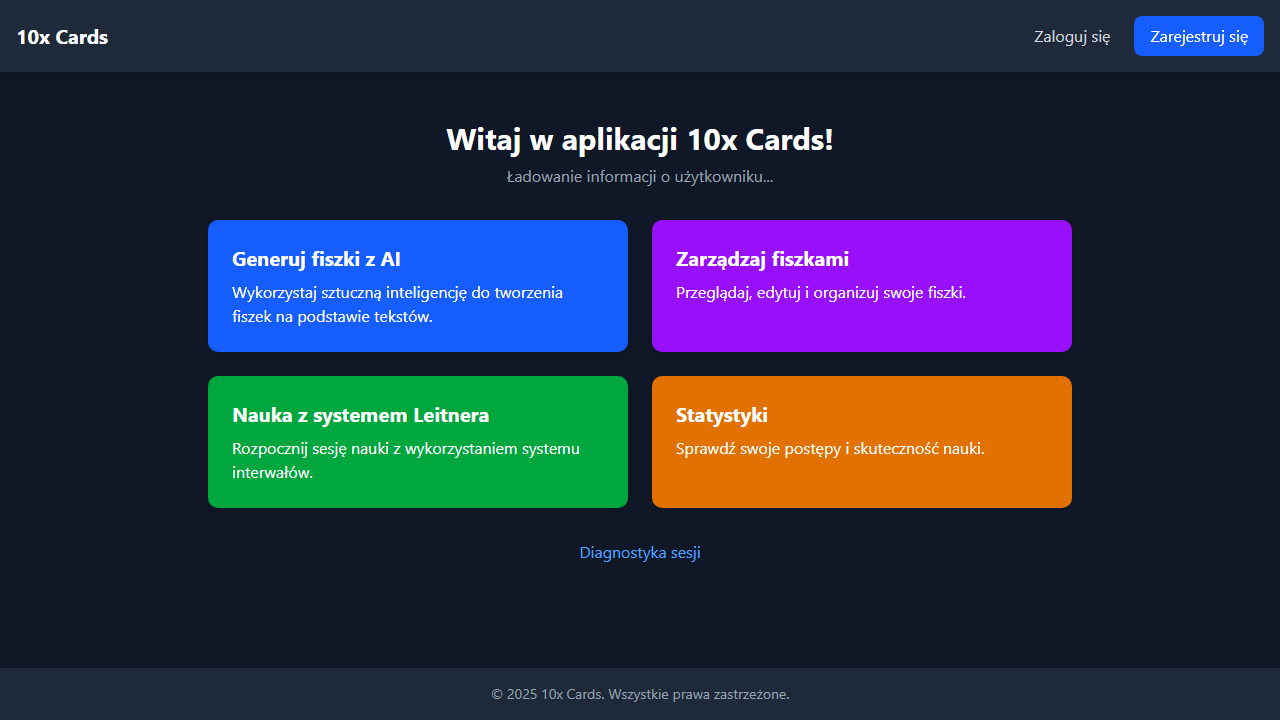 10x Cards
Zaloguj się
Zarejestruj się
Witaj w aplikacji 10x Cards!
Ładowanie informacji o użytkowniku...
Generuj fiszki z AI
Wykorzystaj sztuczną inteligencję do tworzenia
fiszek na podstawie tekstów.
Zarządzaj fiszkami
Przeglądaj, edytuj i organizuj swoje fiszki.
Nauka z systemem Leitnera
Rozpocznij sesję nauki z wykorzystaniem systemu
interwałów.
Statystyki
Sprawdź swoje postępy i skuteczność nauki.
Diagnostyka sesji
© 2025 10x Cards. Wszystkie prawa zastrzeżone.